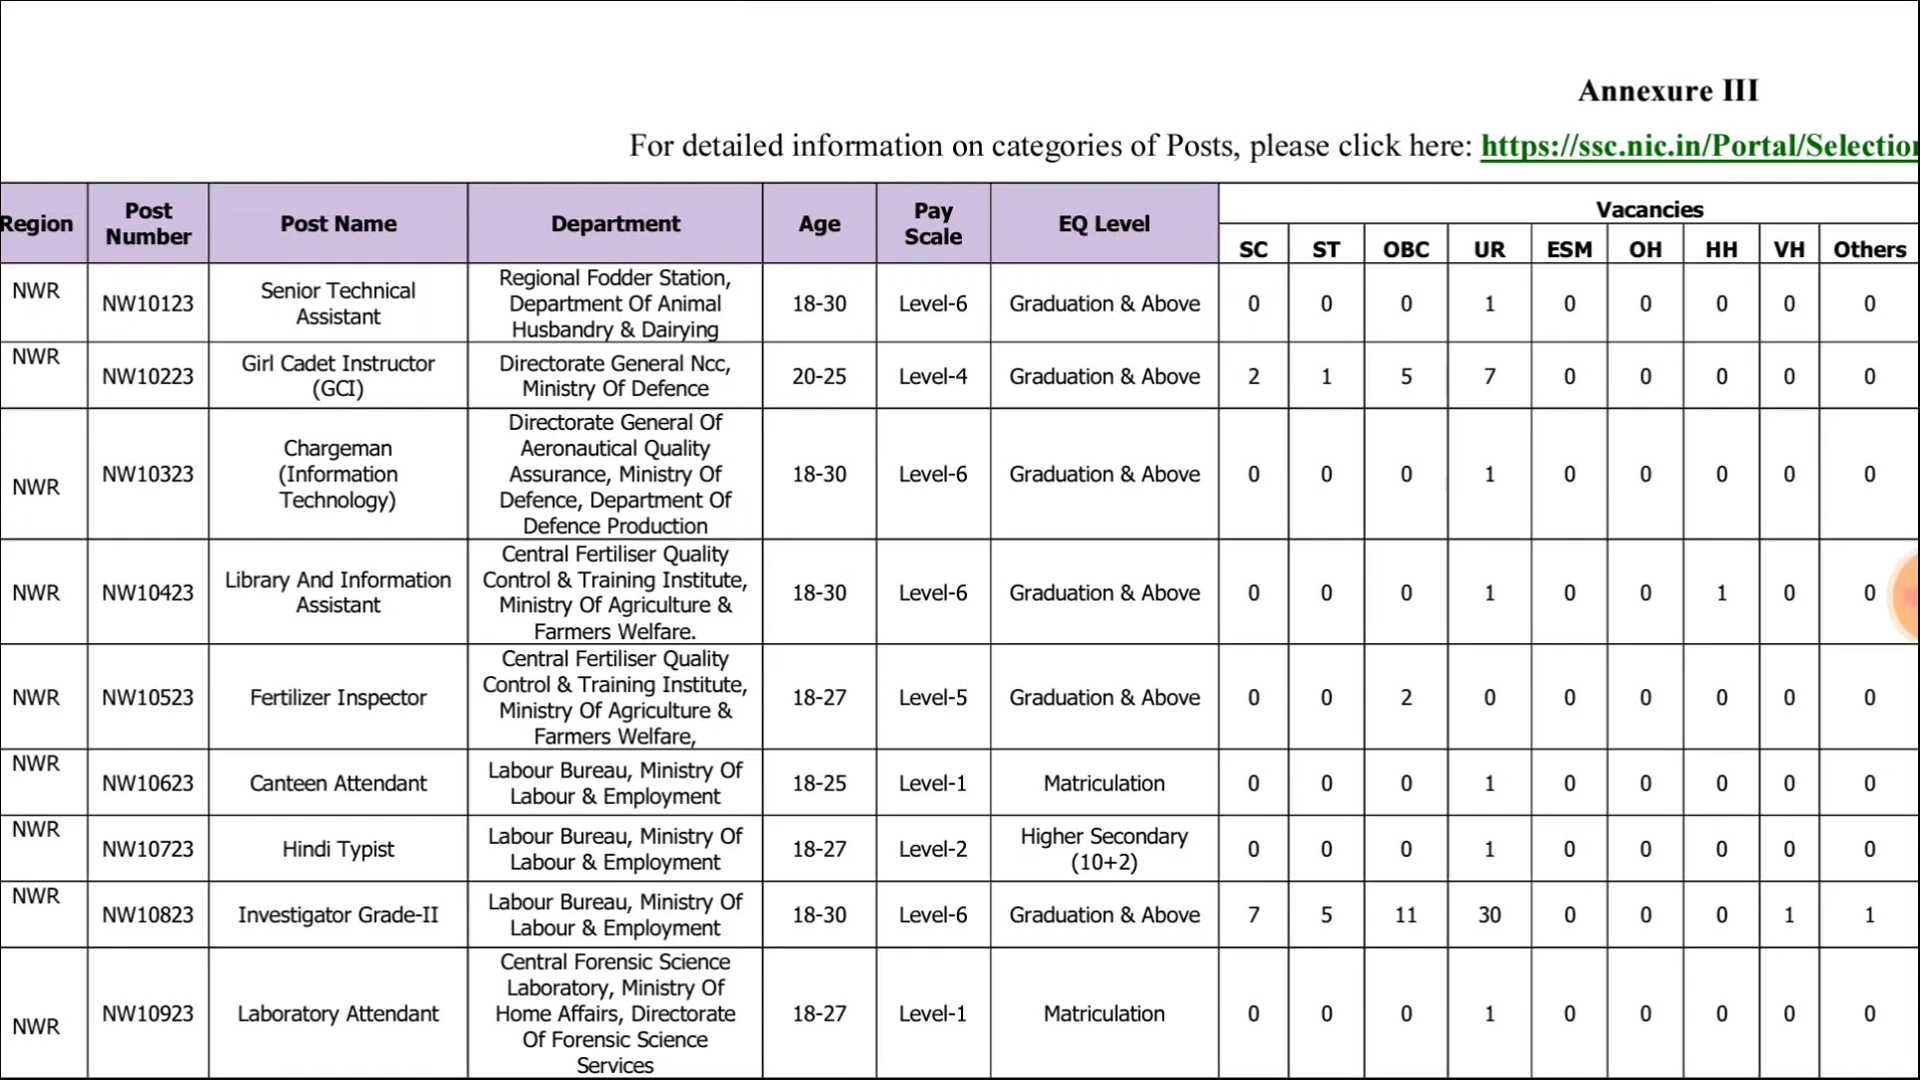 Annexure III
For detailed information on categories of Posts, please click here: https://ssc.nic.in/Portal/Selection
Region Post Number Post Name Department Age Pay Scale EQ Level Vacancies
SC ST OBC UR ESM OH HH VH Others
NWR NW10123 Senior Technical Assistant Regional Fodder Station, Department Of Animal Husbandry & Dairying 18-30 Level-6 Graduation & Above 0 0 0 1 0 0 0 0 0
NWR NW10223 Girl Cadet Instructor (GCI) Directorate General Ncc, Ministry Of Defence 20-25 Level-4 Graduation & Above 2 1 5 7 0 0 0 0 0
NWR NW10323 Chargeman (Information Technology) Directorate General Of Aeronautical Quality Assurance, Ministry Of Defence, Department Of Defence Production 18-30 Level-6 Graduation & Above 0 0 0 1 0 0 0 0 0
NWR NW10423 Library And Information Assistant Central Fertiliser Quality Control & Training Institute, Ministry Of Agriculture & Farmers Welfare. 18-30 Level-6 Graduation & Above 0 0 0 1 0 0 1 0 0
NWR NW10523 Fertilizer Inspector Central Fertiliser Quality Control & Training Institute, Ministry Of Agriculture & Farmers Welfare, 18-27 Level-5 Graduation & Above 0 0 2 0 0 0 0 0 0
NWR NW10623 Canteen Attendant Labour Bureau, Ministry Of Labour & Employment 18-25 Level-1 Matriculation 0 0 0 1 0 0 0 0 0
NWR NW10723 Hindi Typist Labour Bureau, Ministry Of Labour & Employment 18-27 Level-2 Higher Secondary (10+2) 0 0 0 1 0 0 0 0 0
NWR NW10823 Investigator Grade-II Labour Bureau, Ministry Of Labour & Employment 18-30 Level-6 Graduation & Above 7 5 11 30 0 0 0 1 1
NWR NW10923 Laboratory Attendant Central Forensic Science Laboratory, Ministry Of Home Affairs, Directorate Of Forensic Science Services 18-27 Level-1 Matriculation 0 0 0 1 0 0 0 0 0